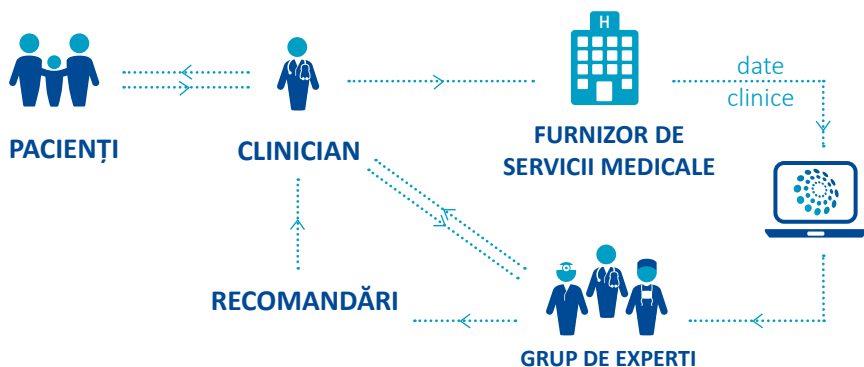 H
date
clinice
PACIENȚI
CLINICIAN
FURNIZOR DE
SERVICII MEDICALE
RECOMANDĂRI
GRUP DE EXPERTI